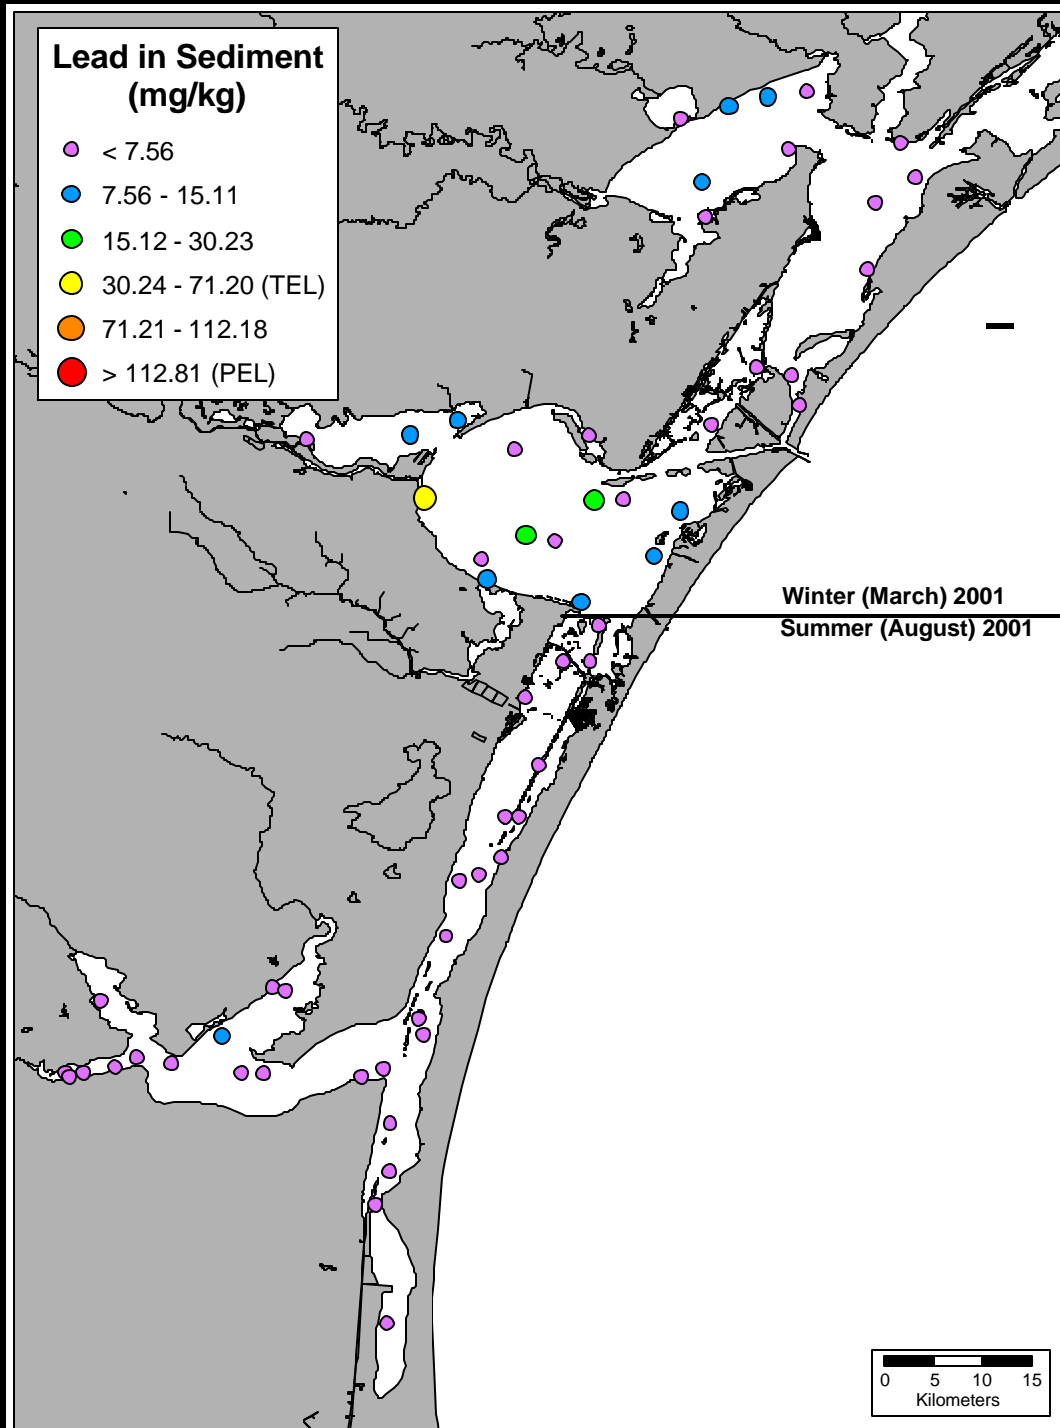 Lead in Sediment
(mg/kg)
< 7.56
7.56 - 15.11
15.12 - 30.23
30.24 - 71.20 (TEL)
71.21 - 112.18
> 112.81 (PEL)
Winter (March) 2001
Summer (August) 2001
0 5 10 15
Kilometers